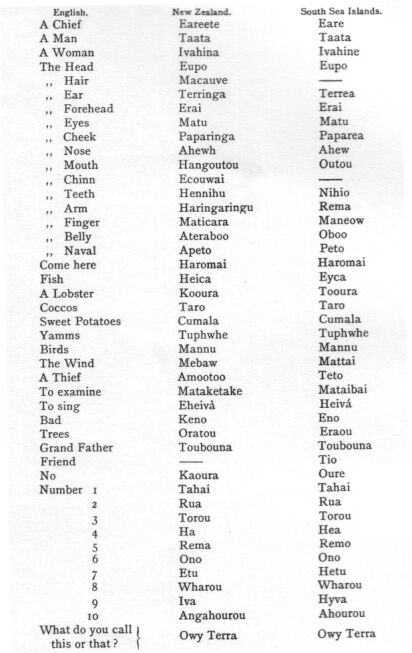 English. New Zealand. South Sea Islands.
A Chief Eareete Eare
A Man Taata Taata
A Woman Ivahina Ivahine
The Head Eupo Eupo
,, Hair Macauve ——
,, Ear Terringa Terrea
,, Forehead Erai Erai
,, Eyes Matu Matu
,, Cheek Paparinga Paparea
,, Nose Ahewh Ahew
,, Mouth Hangoutou Outou
,, Chinn Ecouwai ——
,, Teeth Hennihu Nihio
,, Arm Haringaringu Rema
,, Finger Maticara Maneow
,, Belly Ateraboo Oboo
,, Naval Apeto Peto
Come here Haromai Haromai
Fish Heica Eyca
A Lobster Kooura Tooura
Coccos Taro Taro
Sweet Potatoes Cumala Cumala
Yamms Tuphwhe Tuphwhe
Birds Mannu Mannu
The Wind Mebaw Mattai
A Thief Amootoo Teto
To examine Mataketake Mataibai
To sing Eheivà Heivá
Bad Keno Eno
Trees Oratou Eraou
Grand Father Toubouna Toubouna
Friend —— Tio
No Kaoura Oure
Number 1 Tahai Tahai
2 Rua Rua
3 Torou Torou
4 Ha Hea
5 Rema Remo
6 Ono Ono
7 Etu Hetu
8 Wharou Wharou
9 Iva Hyva
10 Angahourou Ahourou
What do you call
this or that? } Owy Terra Owy Terra